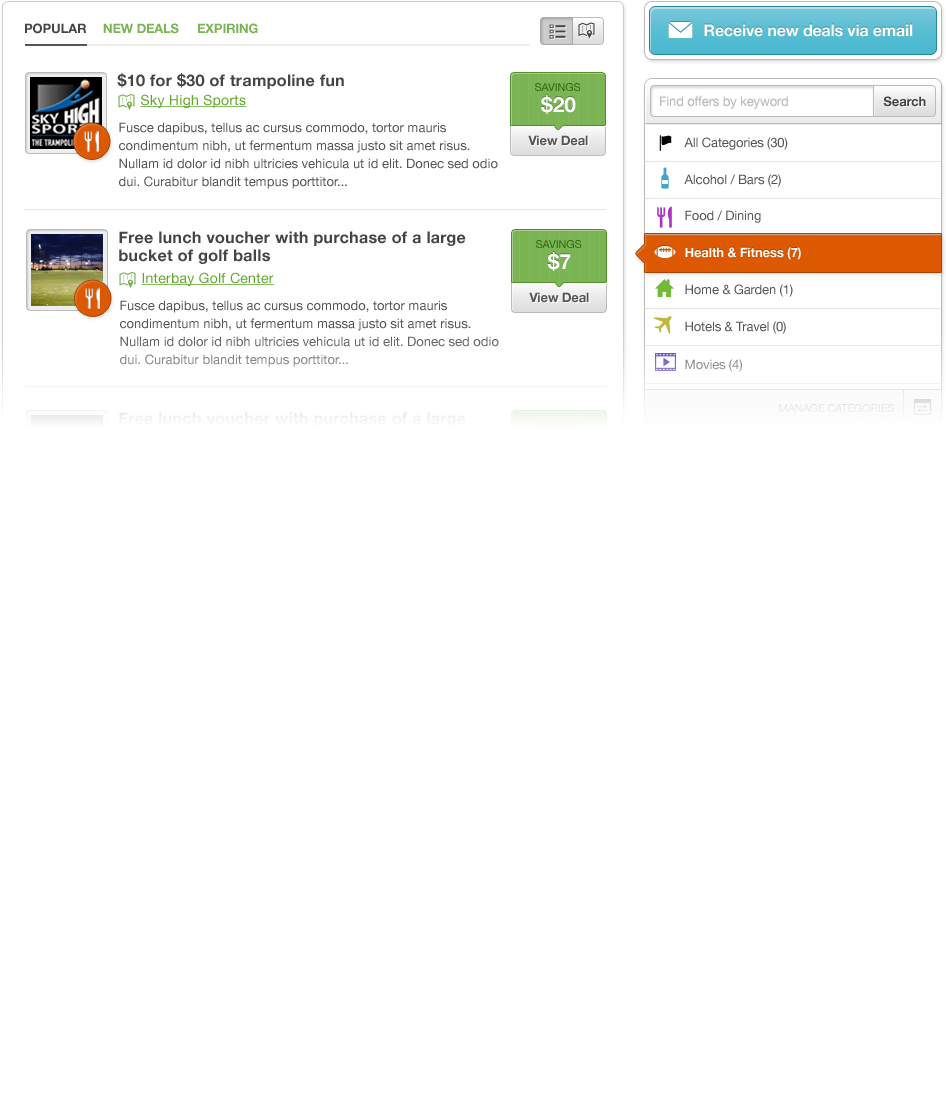 POPULAR NEW DEALS EXPIRING
$10 for $30 of trampoline fun
Sky High Sports
Fusce dapibus, tellus ac cursus commodo, tortor mauris
condimentum nibh, ut fermentum massa justo sit amet risus.
Nullam id dolor id nibh ultricies vehicula ut id elit. Donec sed odio
dui. Curabitur blandit tempus porttitor...
SKY HIGH
SPOR
THE TRAMPOLI
SAVINGS
$20
View Deal
Free lunch voucher with purchase of a large
bucket of golf balls
Interbay Golf Center
Fusce dapibus, tellus ac cursus commodo, tortor mauris
condimentum nibh, ut fermentum massa justo sit amet risus.
Nullam id dolor id nibh ultricies vehicula ut id elit. Donec sed odio
dui. Curabitur blandit tempus porttitor...
SAVINGS
$7
View Deal
Free lunch voucher with purchase of a large
Receive new deals via email
Find offers by keyword
Search
All Categories (30)
Alcohol / Bars (2)
Food / Dining
Health & Fitness (7)
Home & Garden (1)
Hotels & Travel (0)
Movies (4)
MANAGE CATEGORIES